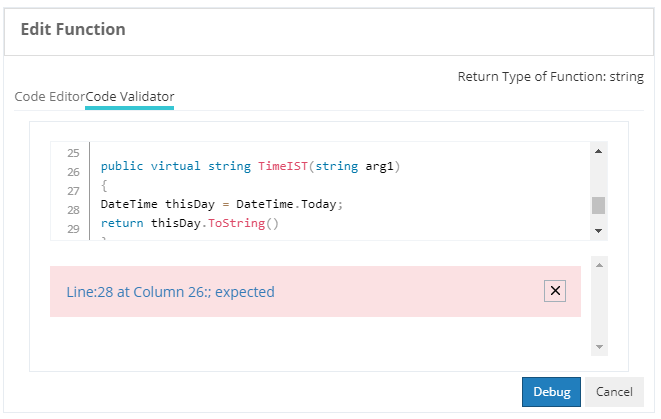 Edit Function
Return Type of Function: string
Code Editor Code Validator
25
26 public virtual string TimeIST(string arg1)
27 {
28 DateTime thisDay = DateTime.Today;
29 return thisDay.ToString()
Line:28 at Column 26:; expected
Debug Cancel